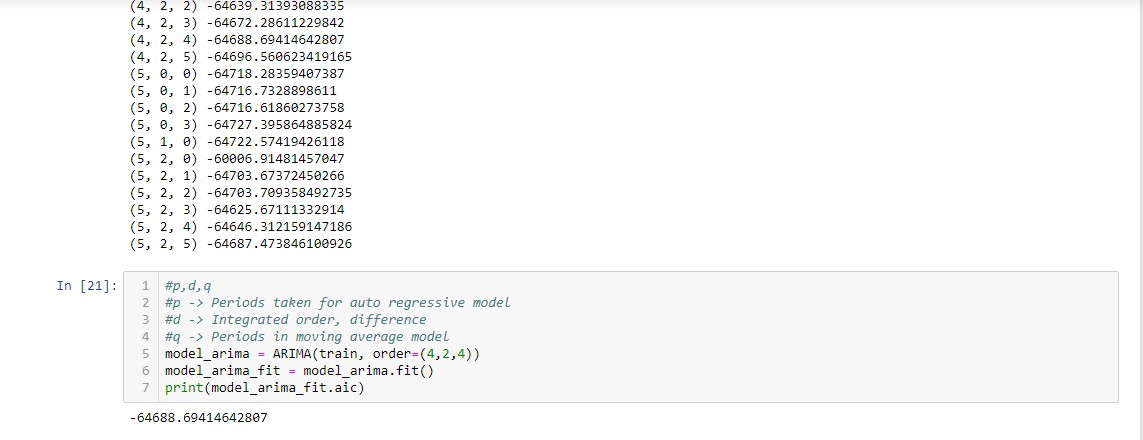 (4, 2, 2) -64639.31393088335
(4, 2, 3) -64672.28611229842
(4, 2, 4) -64688.69414642807
(4, 2, 5) -64696.560623419165
(5, 0, 0) -64718.28359407387
(5, 0, 1) -64716.7328898611
(5, 0, 2) -64716.61860273758
(5, 0, 3) -64727.395864885824
(5, 1, 0) -64722.57419426118
(5, 2, 0) -60006.91481457047
(5, 2, 1) -64703.67372450266
(5, 2, 2) -64703.709358492735
(5, 2, 3) -64625.67111332914
(5, 2, 4) -64646.312159147186
(5, 2, 5) -64687.473846100926
In [21]:
1 #p,d,q
2 #p -> Periods taken for auto regressive model
3 #d -> Integrated order, difference
4 #q -> Periods in moving average model
5 model_arima = ARIMA(train, order=(4,2,4))
6 model_arima_fit = model_arima.fit()
7 print(model_arima_fit.aic)
-64688.69414642807